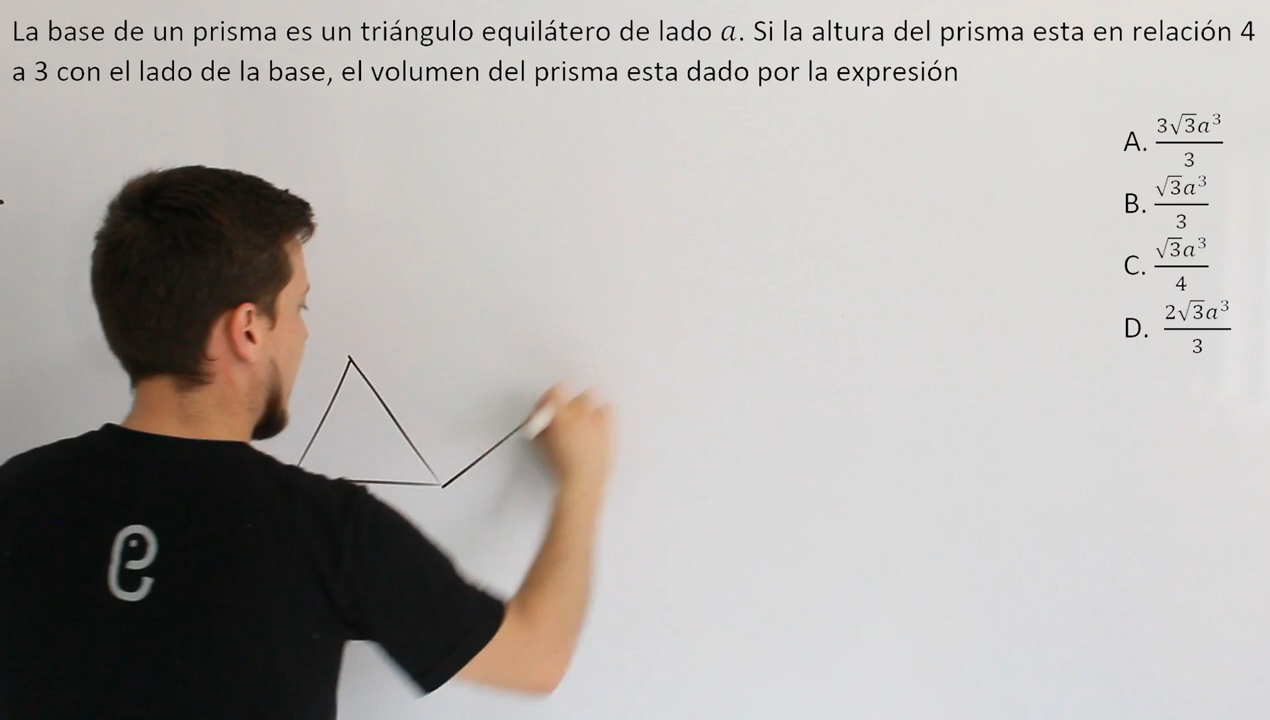 La base de un prisma es un triángulo equilátero de lado a. Si la altura del prisma esta en relación 4
a 3 con el lado de la base, el volumen del prisma esta dado por la expresión
A. 3√3a³/3
B. √3a³/3
C. √3a³/4
D. 2√3a³/3